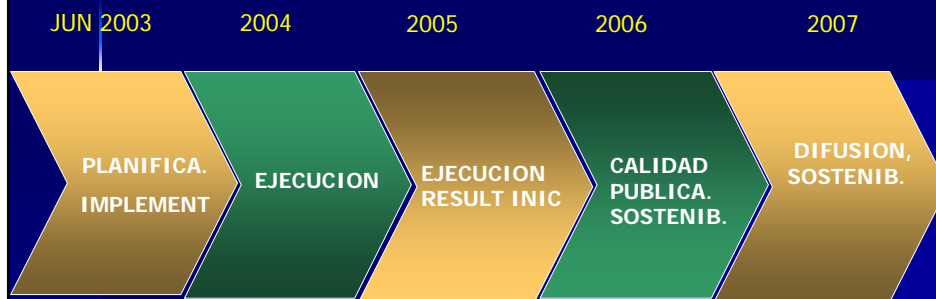 JUN 2003
2004
2005
2006
2007
PLANIFICA.
IMPLEMENT
EJECUCION
EJECUCION
RESULT INIC
CALIDAD
PUBLICA.
SOSTENIB.
DIFUSION,
SOSTENIB.